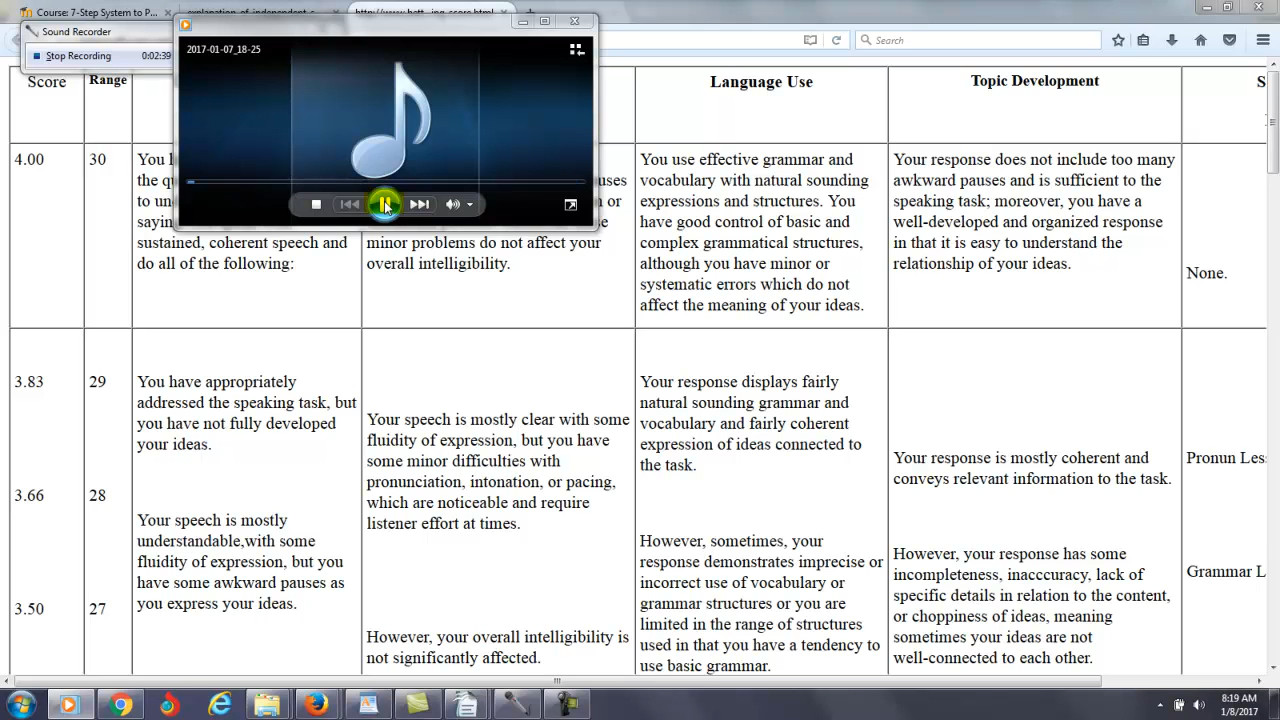 Course: 7-Step System to P...
explanation_of_independent_s
http://www.bett...ing-score.html
Sound Recorder
Stop Recording
0:02:39
2017-01-07_18-25
Search
Score
Range
Language Use
Topic Development
S
4.00
30
You h
the q
to un
sayin
sustained, coherent speech and
do all of the following:
uses
n or
se
minor problems do not affect your
overall intelligibility.
You use effective grammar and
vocabulary with natural sounding
expressions and structures. You
have good control of basic and
complex grammatical structures,
although you have minor or
systematic errors which do not
affect the meaning of your ideas.
Your response does not include too many
awkward pauses and is sufficient to the
speaking task; moreover, you have a
well-developed and organized response
in that it is easy to understand the
relationship of your ideas.
None.
3.83
29
3.66
28
3.50
27
You have appropriately
addressed the speaking task, but
you have not fully developed
your ideas.
Your speech is mostly
understandable,with some
fluidity of expression, but you
have some awkward pauses as
you express your ideas.
Your speech is mostly clear with some
fluidity of expression, but you have
some minor difficulties with
pronunciation, intonation, or pacing,
which are noticeable and require
listener effort at times.
However, your overall intelligibility is
not significantly affected.
Your response displays fairly
natural sounding grammar and
vocabulary and fairly coherent
expression of ideas connected to
the task.
However, sometimes, your
response demonstrates imprecise or
incorrect use of vocabulary or
grammar structures or you are
limited in the range of structures
used in that you have a tendency to
use basic grammar.
Your response is mostly coherent and
conveys relevant information to the task.
However, your response has some
incompleteness, inacccuracy, lack of
specific details in relation to the content,
or choppiness of ideas, meaning
sometimes your ideas are not
well-connected to each other.
Pronun Les
Grammar L
8:19 AM
1/8/2017